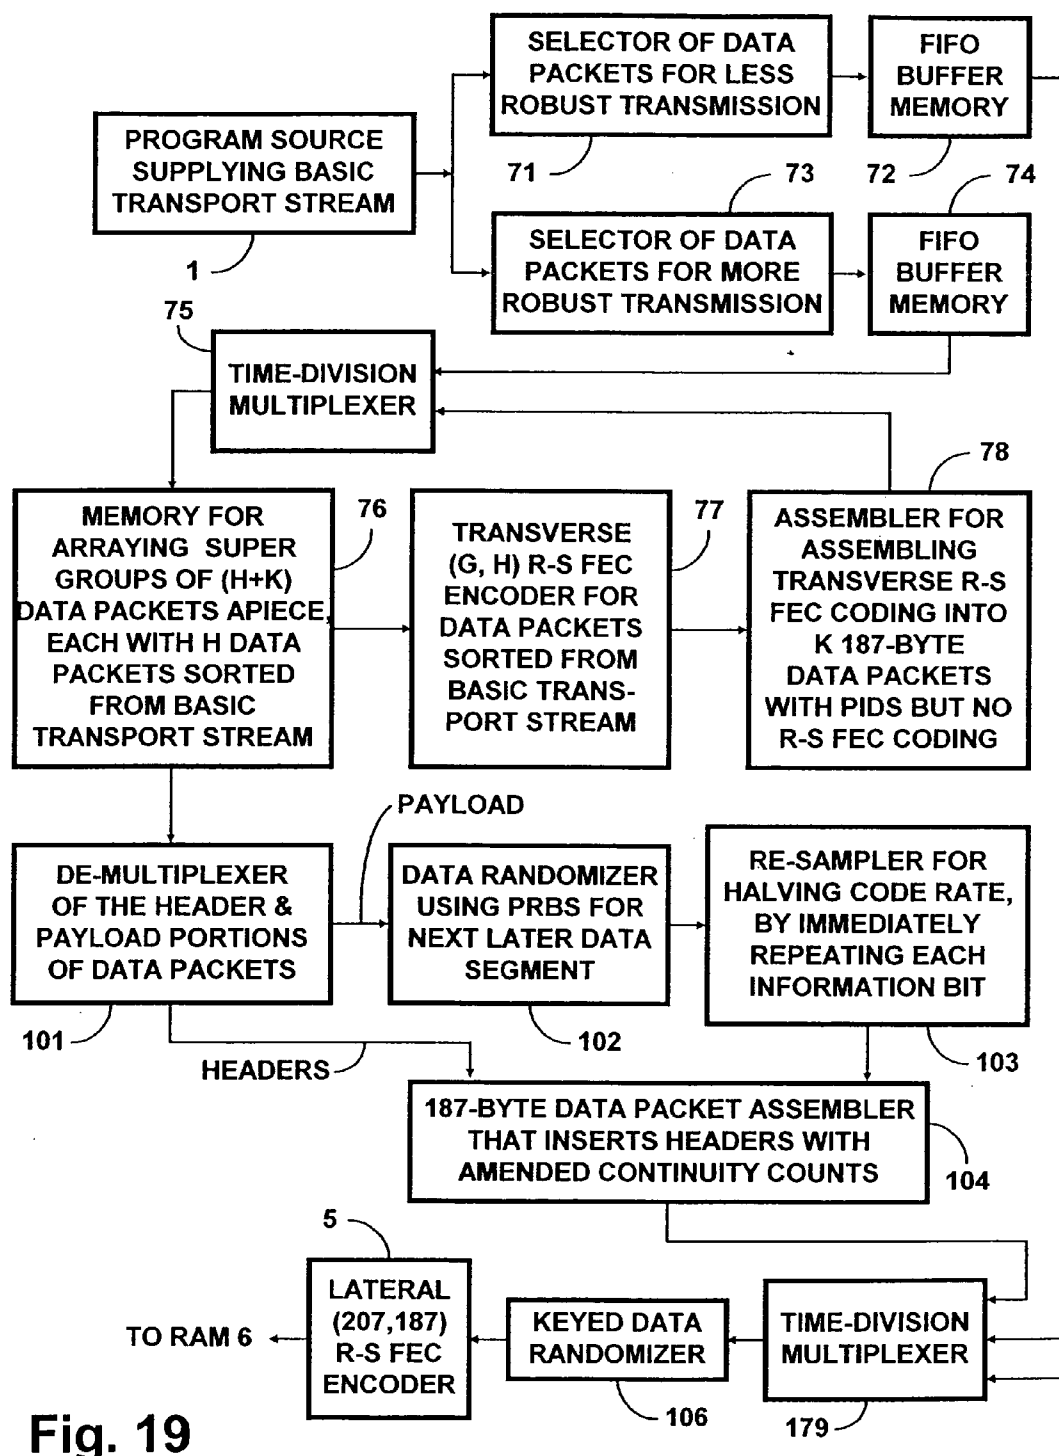 SELECTOR OF DATA
PACKETS FOR LESS
ROBUST TRANSMISSION
71
FIFO
BUFFER
MEMORY
72
PROGRAM SOURCE
SUPPLYING BASIC
TRANSPORT STREAM
1
73
SELECTOR OF DATA
PACKETS FOR MORE
ROBUST TRANSMISSION
74
FIFO
BUFFER
MEMORY
75
TIME-DIVISION
MULTIPLEXER
MEMORY FOR
ARRAYING SUPER
GROUPS OF (H+K)
DATA PACKETS APIECE,
EACH WITH H DATA
PACKETS SORTED
FROM BASIC
TRANSPORT STREAM
76
TRANSVERSE
(G, H) R-S FEC
ENCODER FOR
DATA PACKETS
SORTED FROM
BASIC TRANS-
PORT STREAM
77
78
ASSEMBLER FOR
ASSEMBLING
TRANSVERSE R-S
FEC CODING INTO
K 187-BYTE
DATA PACKETS
WITH PIDS BUT NO
R-S FEC CODING
PAYLOAD
DE-MULTIPLEXER
OF THE HEADER &
PAYLOAD PORTIONS
OF DATA PACKETS
101
DATA RANDOMIZER
USING PRBS FOR
NEXT LATER DATA
SEGMENT
102
RE-SAMPLER FOR
HALVING CODE RATE,
BY IMMEDIATELY
REPEATING EACH
INFORMATION BIT
103
HEADERS
187-BYTE DATA PACKET ASSEMBLER
THAT INSERTS HEADERS WITH
AMENDED CONTINUITY COUNTS
104
5
TO RAM 6
LATERAL
(207,187)
R-S FEC
ENCODER
KEYED DATA
RANDOMIZER
106
TIME-DIVISION
MULTIPLEXER
179
Fig. 19